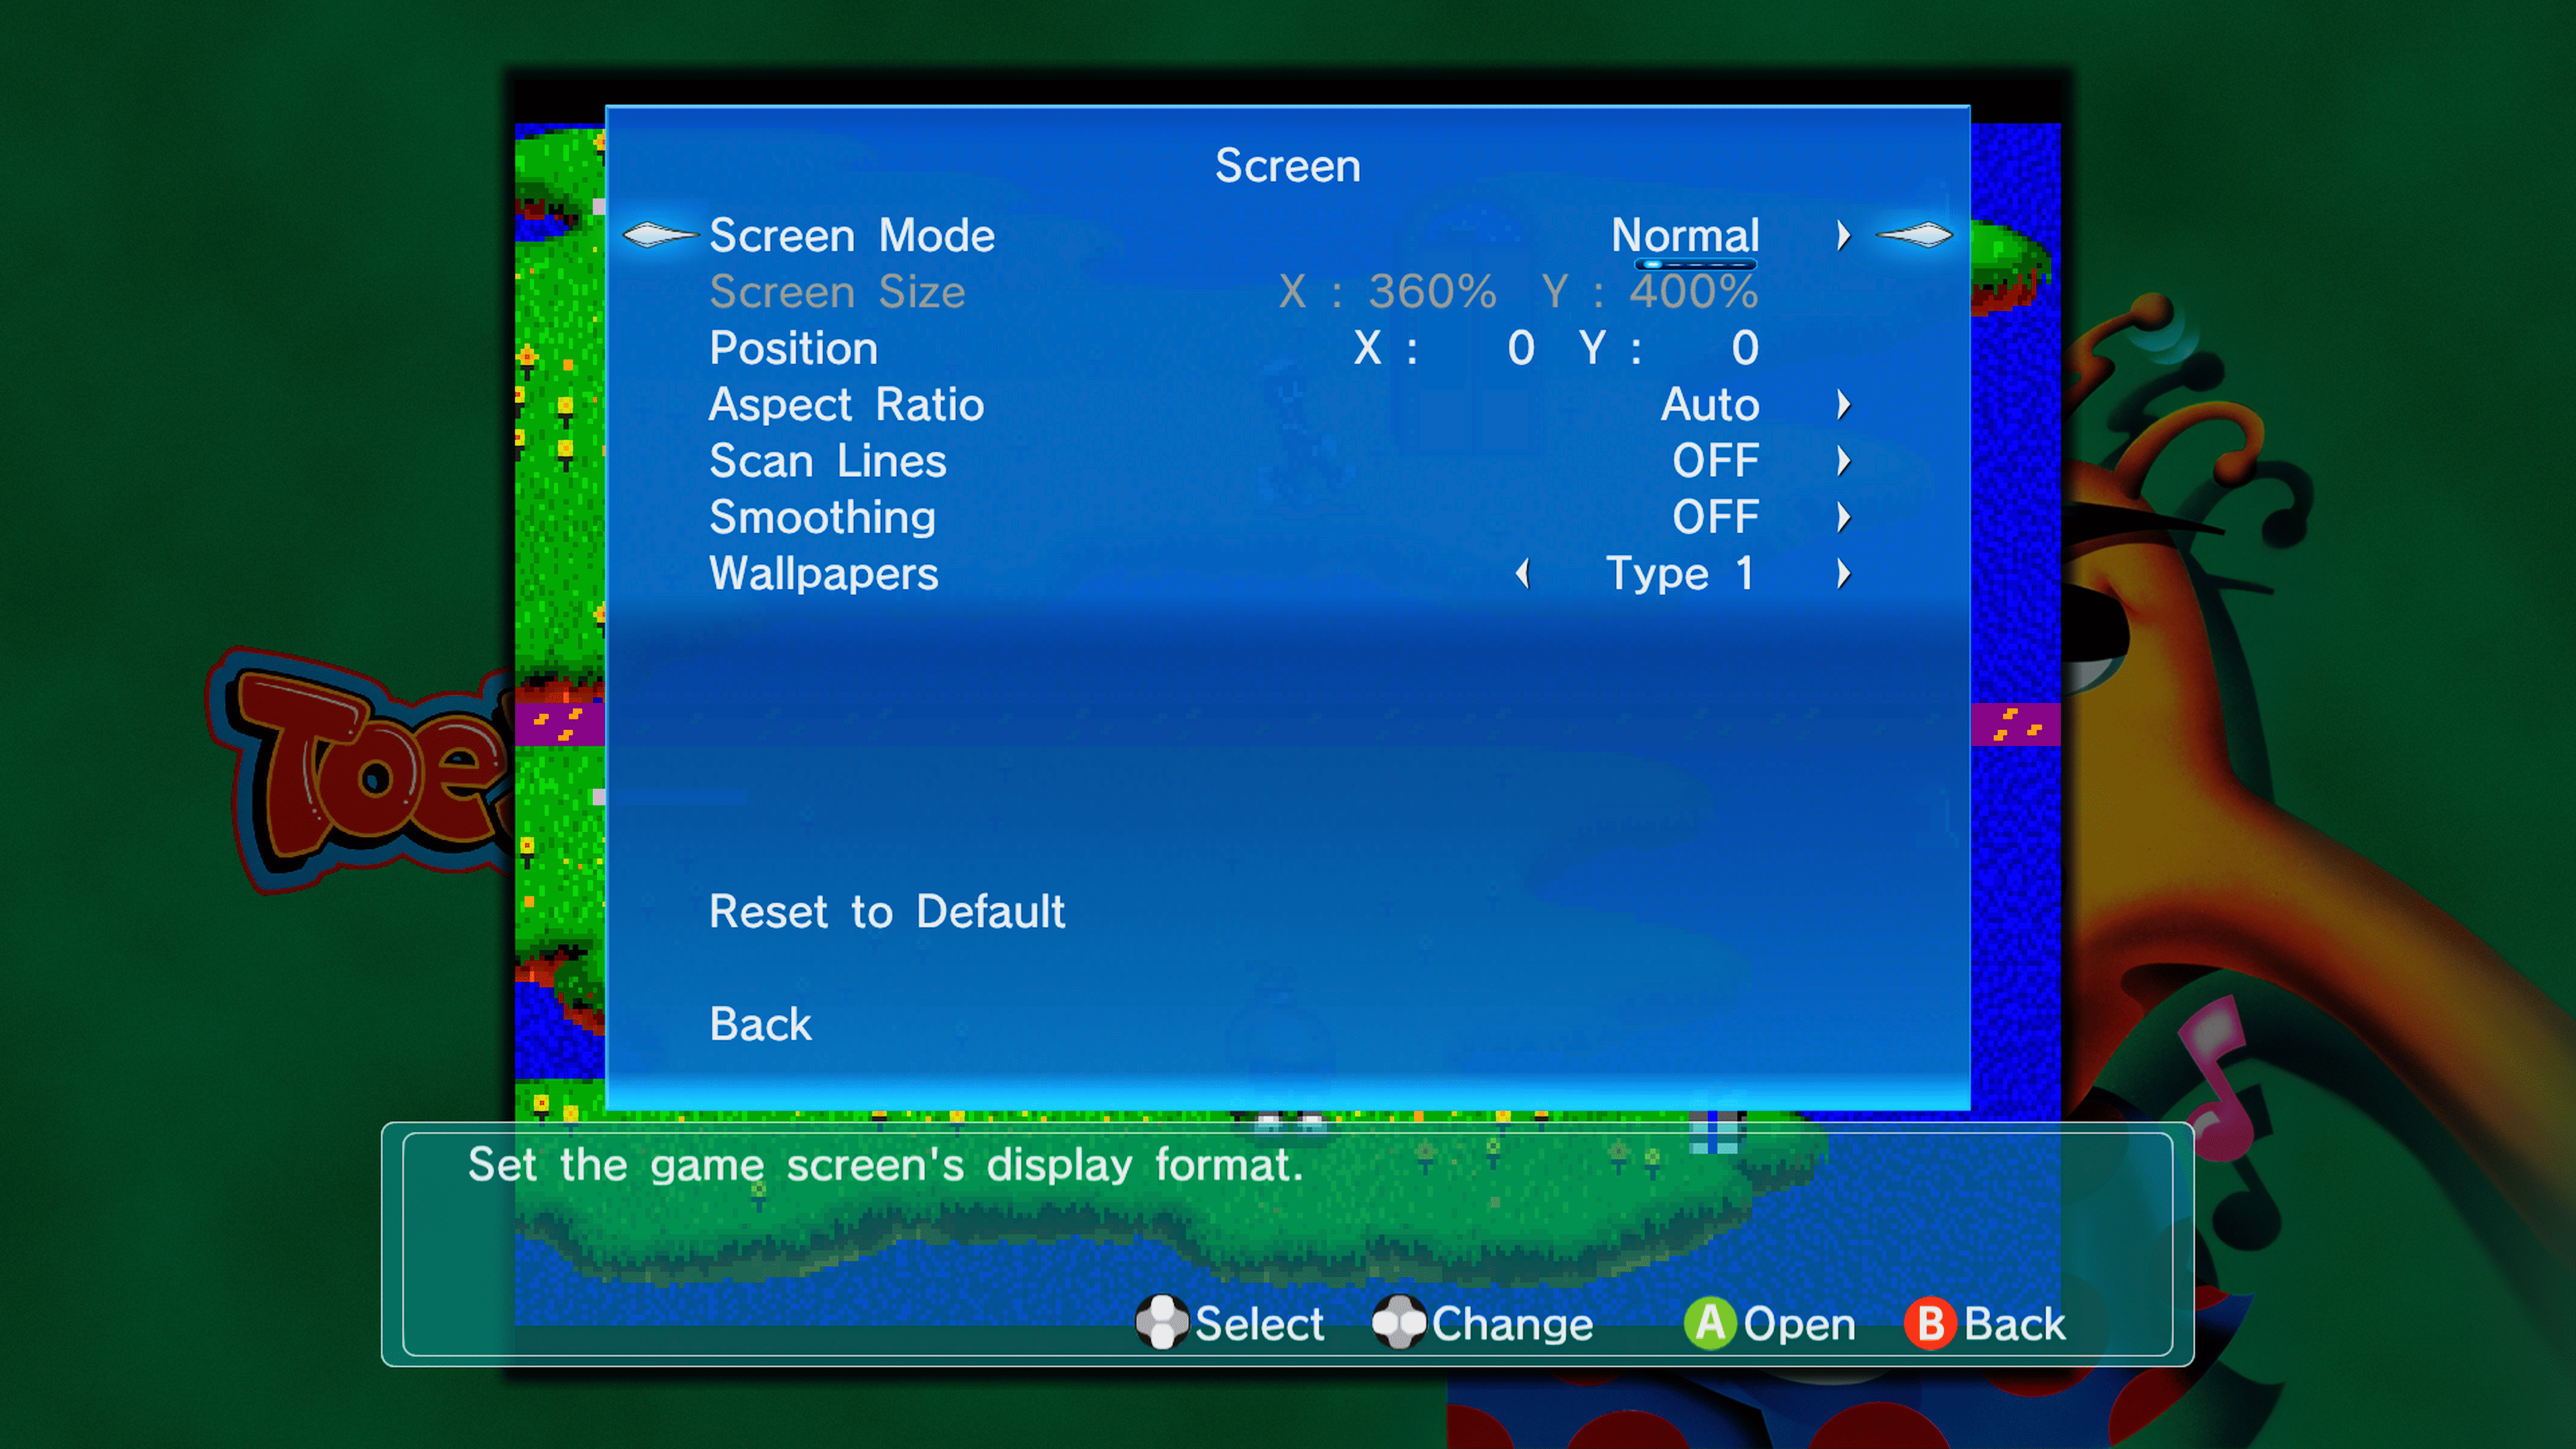 Screen
Screen Mode Normal
Screen Size X : 360% Y : 400%
Position X : 0 Y : 0
Aspect Ratio Auto
Scan Lines OFF
Smoothing OFF
Wallpapers Type 1
Toe
Reset to Default
Back
Set the game screen's display format.
Select Change A Open B Back